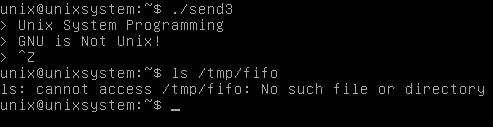 unix@unixsystem:~$ ./send3
> Unix System Programming
> GNU is Not Unix!
> ^Z
unix@unixsystem:~$ ls /tmp/fifo
ls: cannot access /tmp/fifo: No such file or directory
unix@unixsystem:~$ _